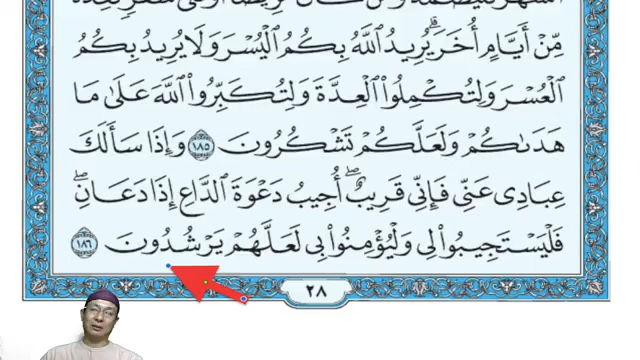 مِّنْ أَيَّامٍ أُخَرَ ۗ يُرِيدُ ٱللَّهُ بِكُمُ ٱلْيُسْرَ وَلَا يُرِيدُ بِكُمُ
ٱلْعُسْرَ وَلِتُكْمِلُوا۟ ٱلْعِدَّةَ وَلِتُكَبِّرُوا۟ ٱللَّهَ عَلَىٰ مَا
هَدَىٰكُمْ وَلَعَلَّكُمْ تَشْكُرُونَ ١٨٥ وَإِذَا سَأَلَكَ
عِبَادِى عَنِّى فَإِنِّى قَرِيبٌ ۖ أُجِيبُ دَعْوَةَ ٱلدَّاعِ إِذَا دَعَانِ ۖ
فَلْيَسْتَجِيبُوا۟ لِى وَلْيُؤْمِنُوا۟ بِى لَعَلَّهُمْ يَرْشُدُونَ ١٨٦
٢٨